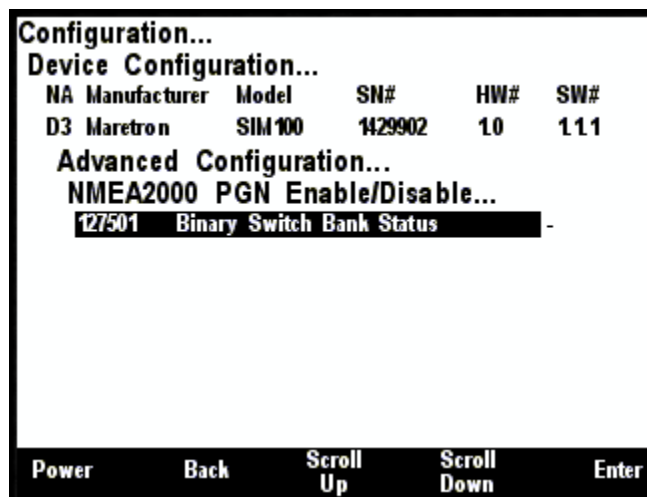 Configuration...
Device Configuration...
NA Manufacturer Model SN# HW# SW#
D3 Maretron SIM100 1429902 1.0 1.1.1
Advanced Configuration...
NMEA2000 PGN Enable/Disable...
127501 Binary Switch Bank Status -
Power Back Scroll Up Scroll Down Enter